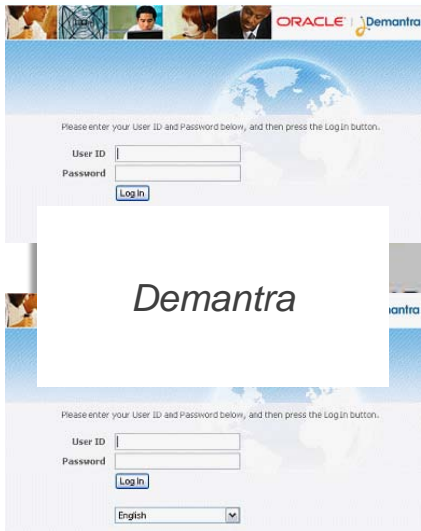 ORACLE | Demantra
Please enter your User ID and Password below, and then press the Log In button.
User ID
Password
Log In
Demantra
antra
Please enter your User ID and Password below, and then press the Log In button.
User ID
Password
Log In
English